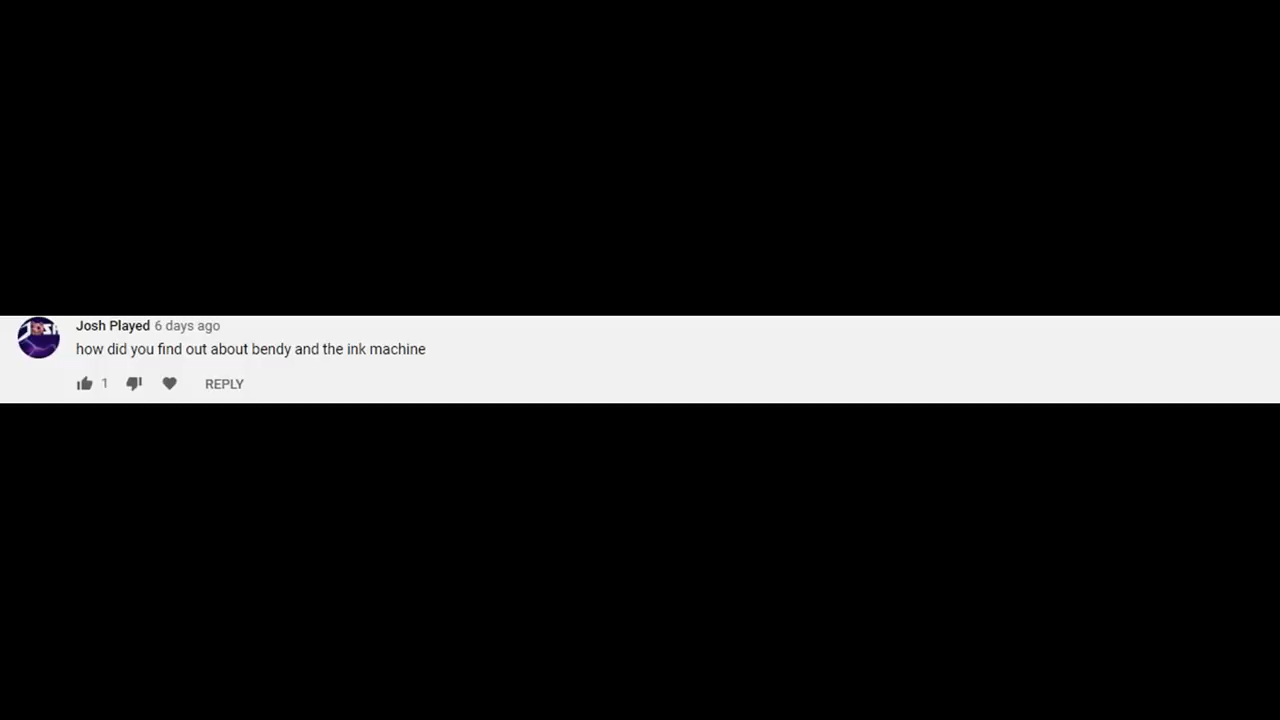 Josh Played 6 days ago
how did you find out about bendy and the ink machine
1 REPLY